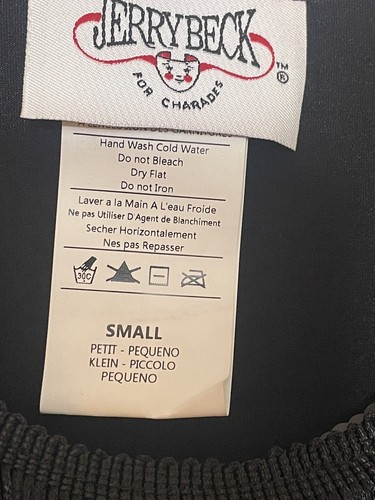 JERRY BECK
TM
®
FOR CHARADES
Hand Wash Cold Water
Do not Bleach
Dry Flat
Do not Iron
Laver a la Main A L'eau Froide
Ne pas Utiliser D'Agent de Blanchiment
Secher Horizontalement
Nes pas Repasser
30C
SMALL
PETIT - PEQUENO
KLEIN - PICCOLO
PEQUENO